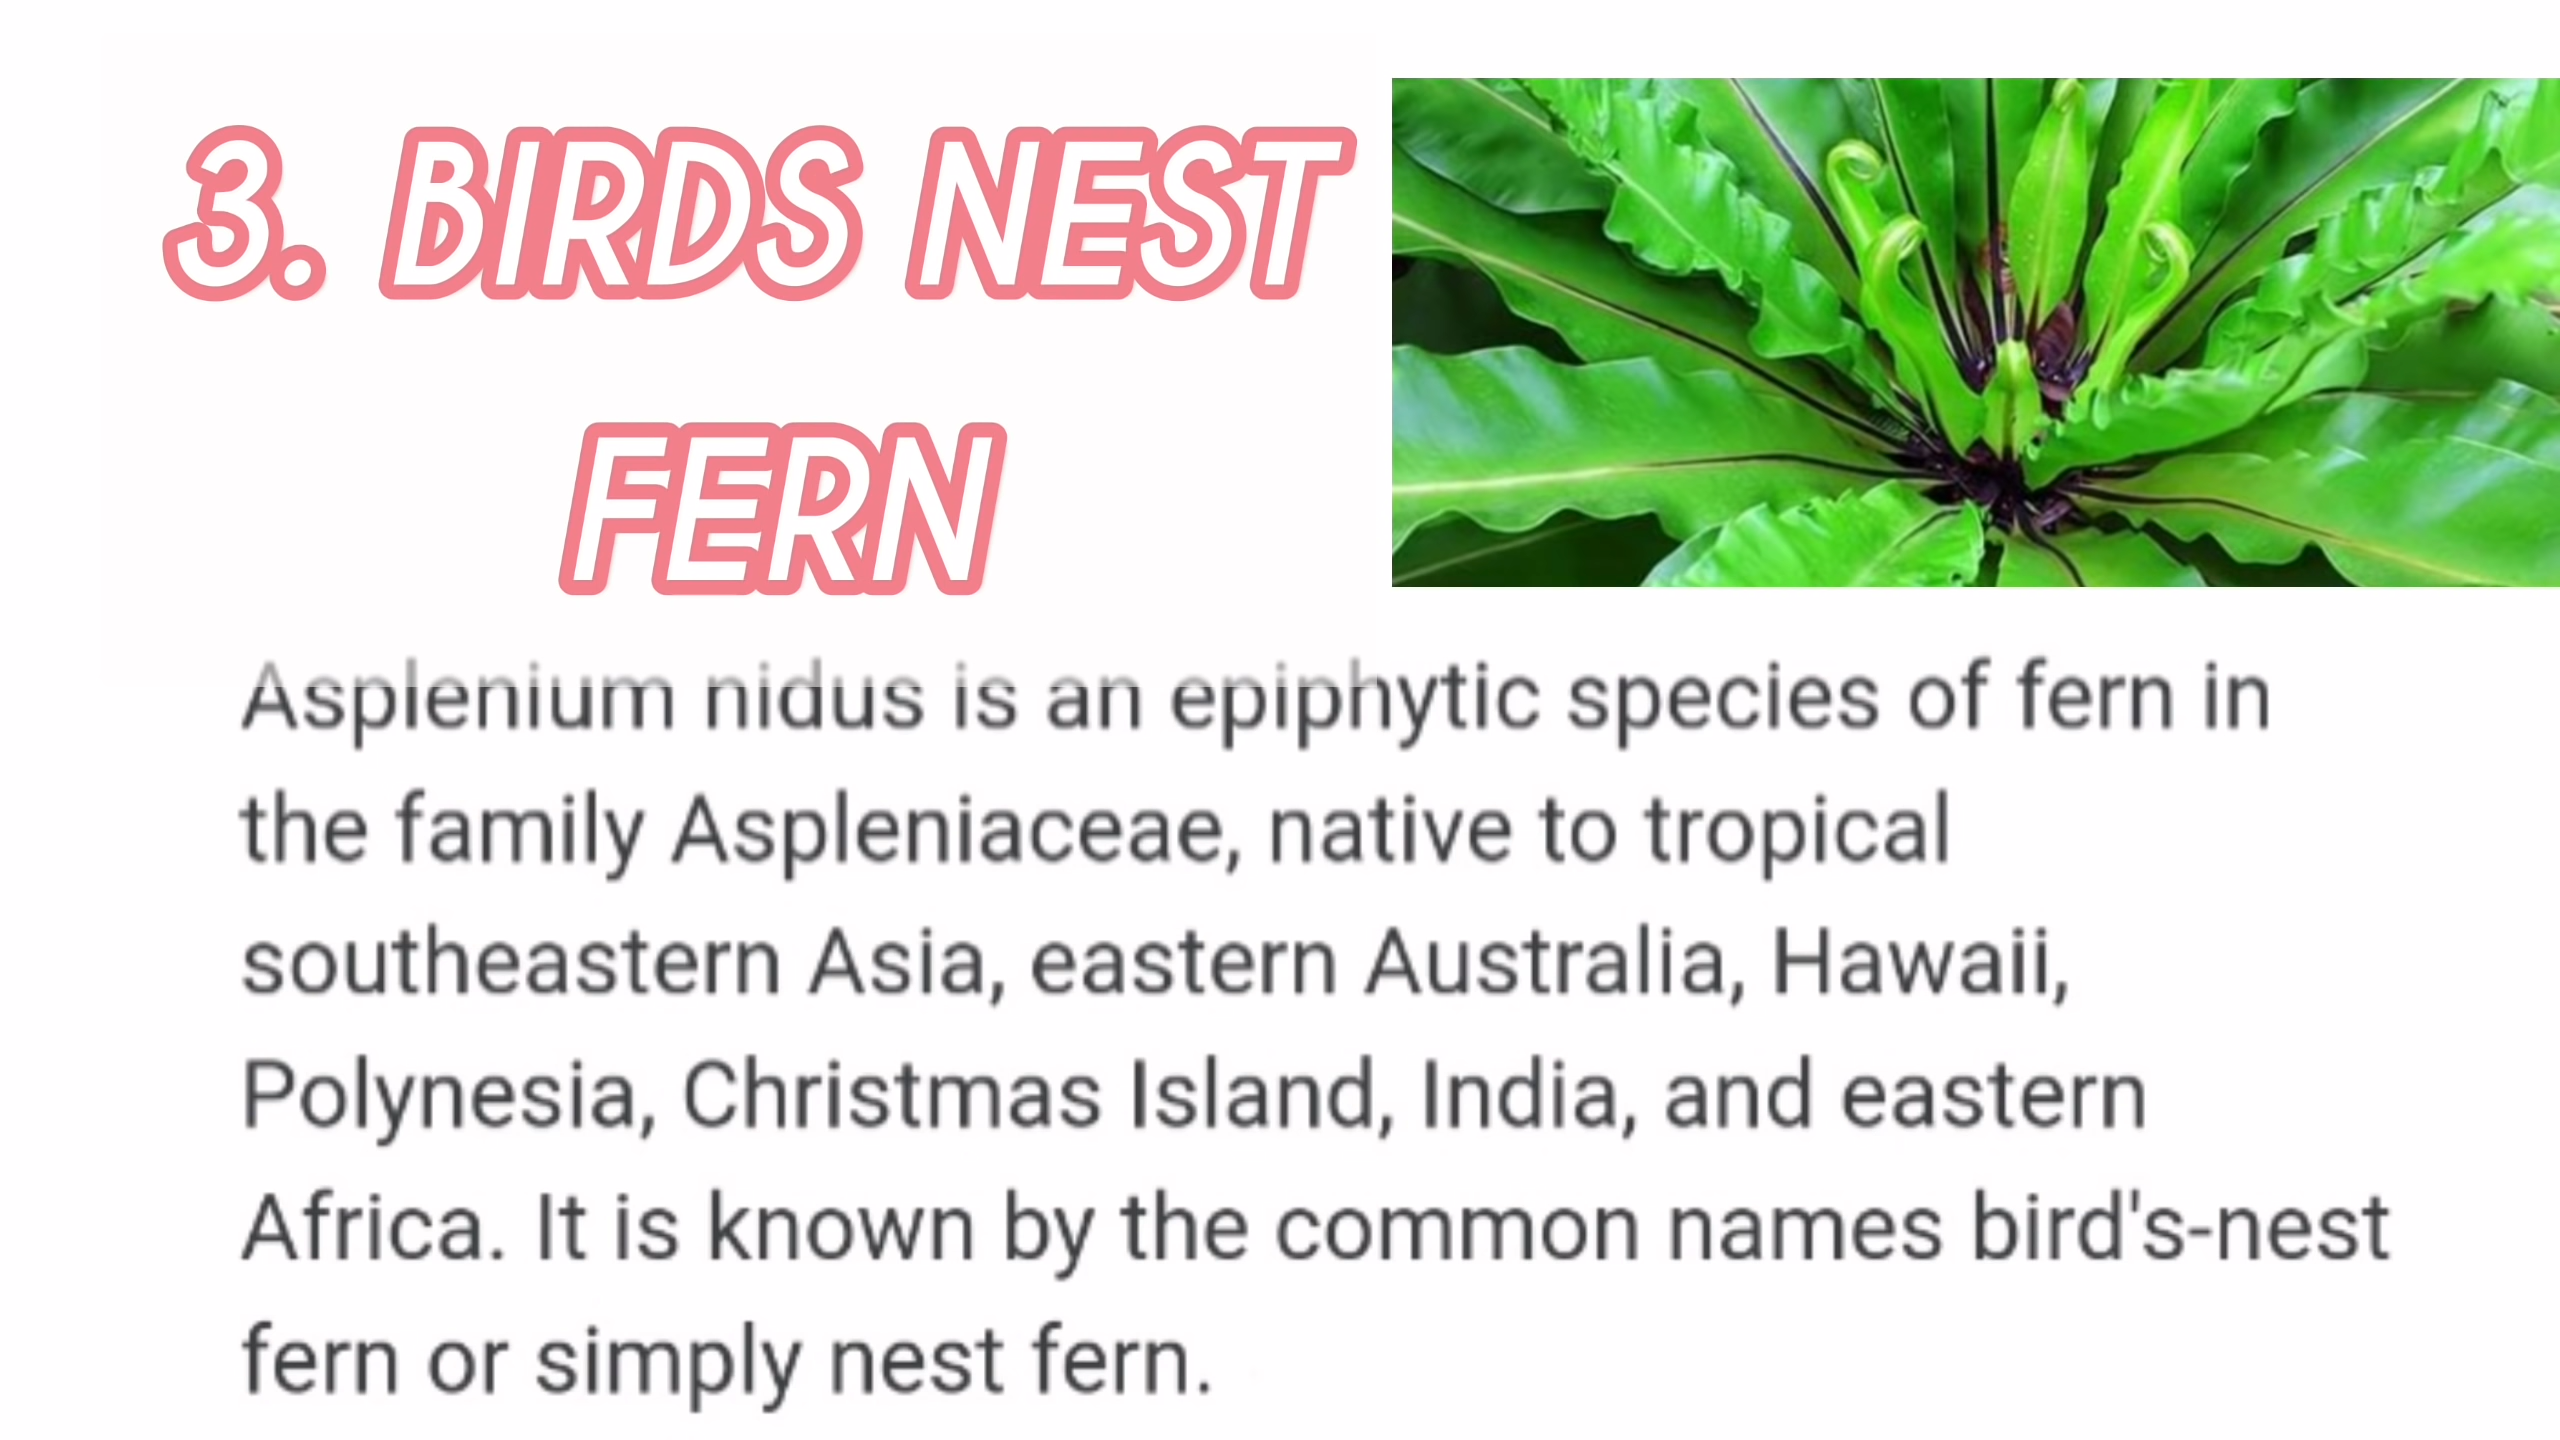 3. BIRDS NEST
FERN
Asplenium nidus is an epiphytic species of fern in
the family Aspleniaceae, native to tropical
southeastern Asia, eastern Australia, Hawaii,
Polynesia, Christmas Island, India, and eastern
Africa. It is known by the common names bird's-nest
fern or simply nest fern.